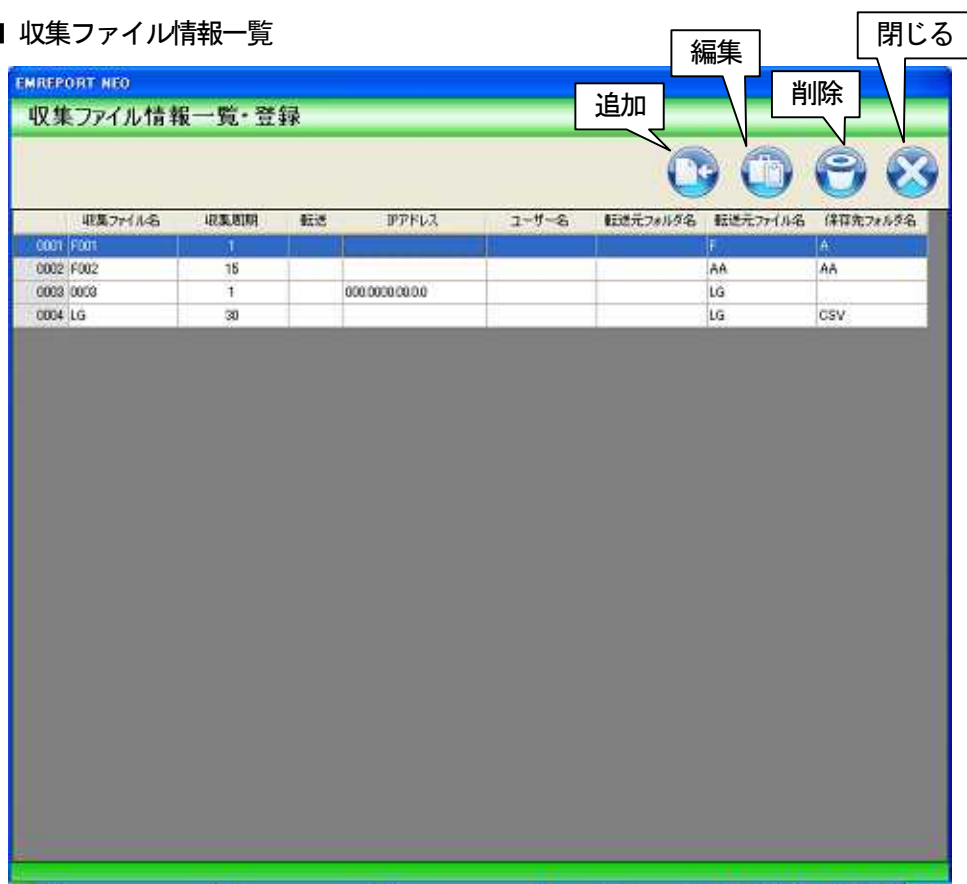 収集ファイル情報一覧
閉じる
編集
削除
追加
EMREPORT NEO
収集ファイル情報一覧・登録
収集ファイル名 収集周期 転送 IPアドレス ユーザー名 転送元フォルダ名 転送元ファイル名 保存先フォルダ名
0001 F001 1 F A
0002 F002 15 AA AA
0003 0003 1 LG
0004 LG 30 LG CSV